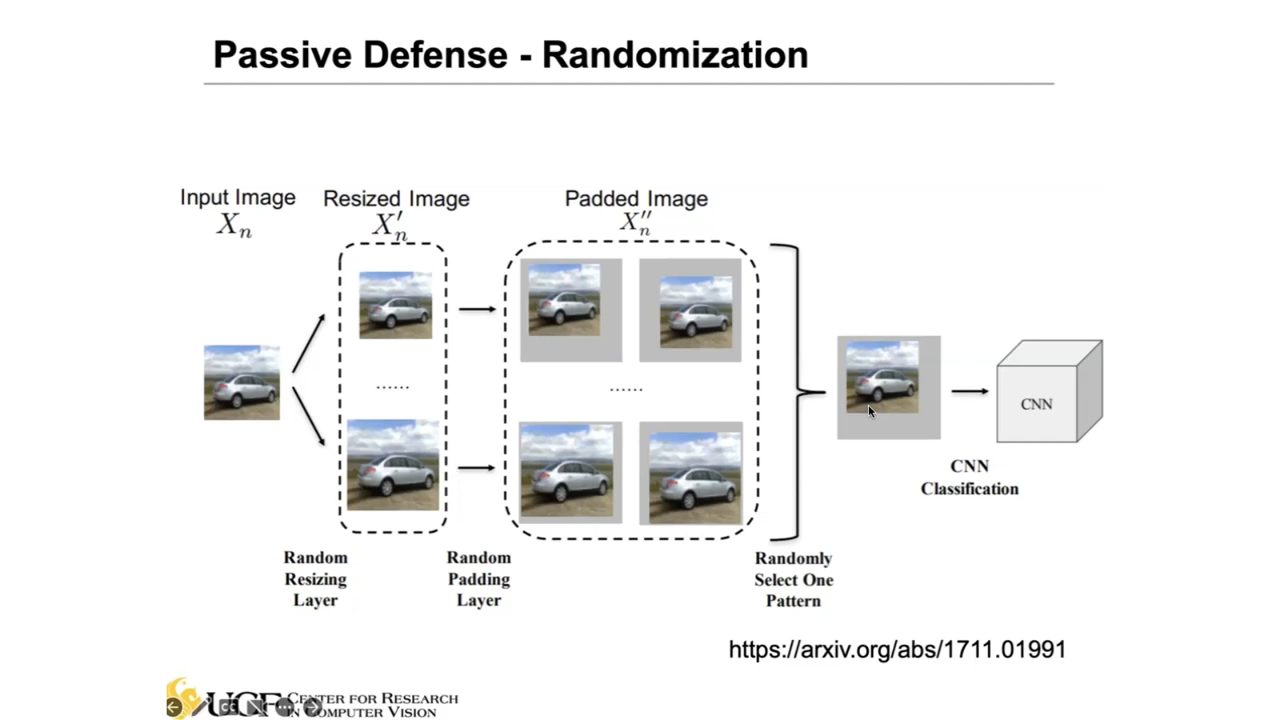 Passive Defense - Randomization
Input Image
Xₙ
Resized Image
X′ₙ
Padded Image
X″ₙ
......
......
CNN
CNN
Classification
Random
Resizing
Layer
Random
Padding
Layer
Randomly
Select One
Pattern
https://arxiv.org/abs/1711.01991
UCF
CENTER FOR RESEARCH
IN COMPUTER VISION